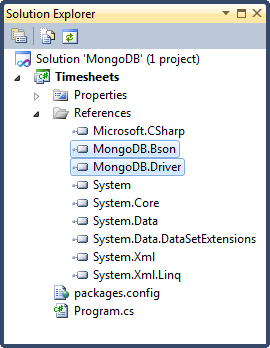 Solution Explorer
Solution 'MongoDB' (1 project)
Timesheets
Properties
References
Microsoft.CSharp
MongoDB.Bson
MongoDB.Driver
System
System.Core
System.Data
System.Data.DataSetExtensions
System.Xml
System.Xml.Linq
packages.config
Program.cs